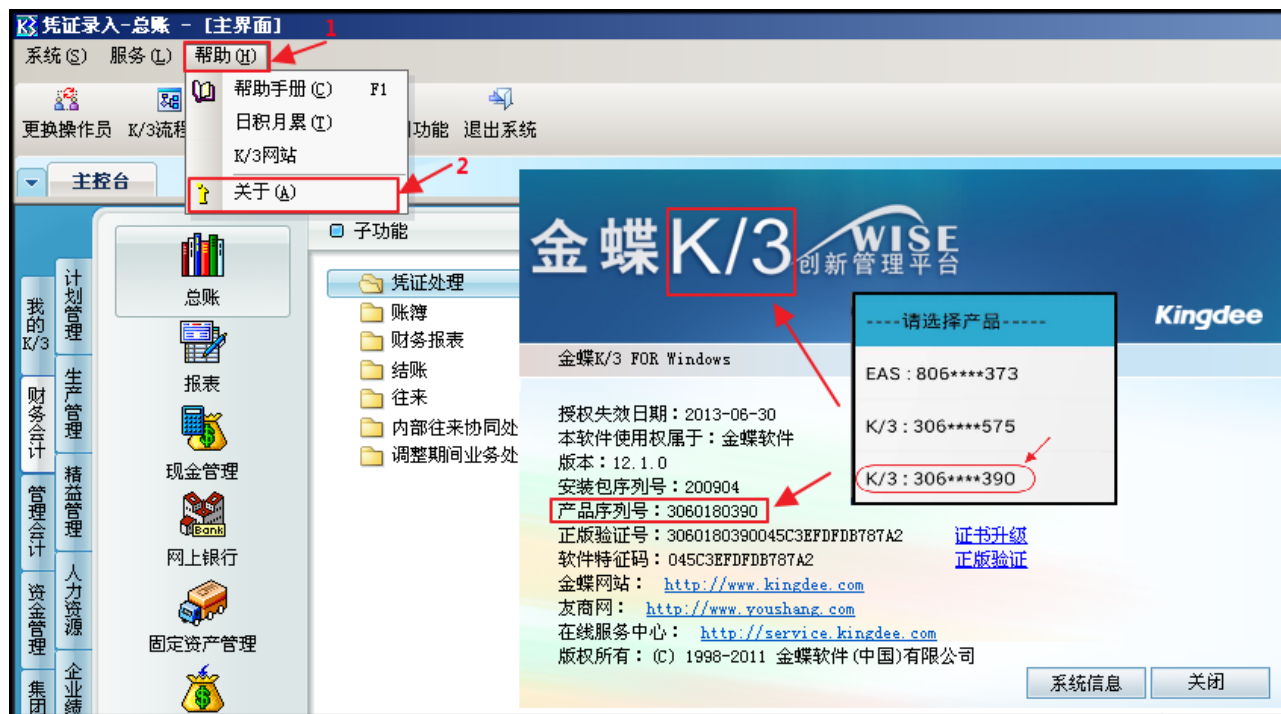 凭证录入-总账 - [主界面]
1
系统(S) 服务(L) 帮助(H)
帮助手册(C) F1
日积月累(T)
K/3网站
关于(A)
2
更换操作员 K/3流程 功能 退出系统
主控台
我的K/3
财务会计
管理会计
资金管理
集团
计划管理
生产管理
精益管理
人力资源
企业绩
总账
报表
现金管理
Bank
网上银行
固定资产管理
子功能
凭证处理
账簿
财务报表
结账
往来
内部往来协同处
调整期间业务处
金蝶K/3 WISE
创新管理平台
Kingdee
金蝶K/3 FOR Windows
授权失效日期：2013-06-30
本软件使用权属于：金蝶软件
版本：12.1.0
安装包序列号：200904
产品序列号：3060180390
正版验证号：3060180390045C3EFDFDB787A2 证书升级
软件特征码：045C3EFDFDB787A2 正版验证
金蝶网站： http://www.kingdee.com
友商网： http://www.youshang.com
在线服务中心： http://service.kingdee.com
版权所有：(C) 1998-2011 金蝶软件(中国)有限公司
系统信息 关闭
----请选择产品-----
EAS : 806****373
K/3 : 306****575
K/3 : 306****390